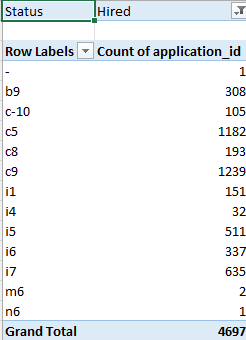 Status Hired
Row Labels Count of application_id
- 1
b9 308
c-10 105
c5 1182
c8 193
c9 1239
i1 151
i4 32
i5 511
i6 337
i7 635
m6 2
n6 1
Grand Total 4697